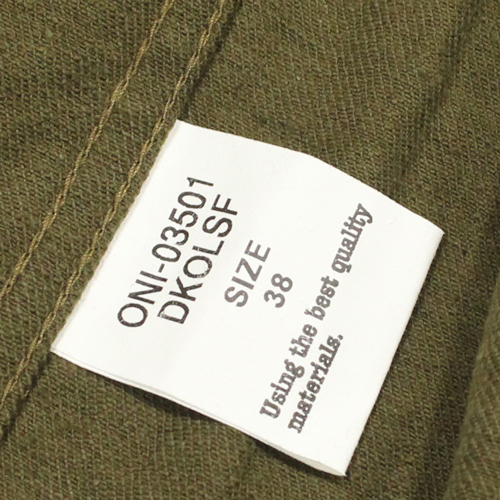 ONI-03501
DKOLSF
SIZE
38
Using the best quality
materials.